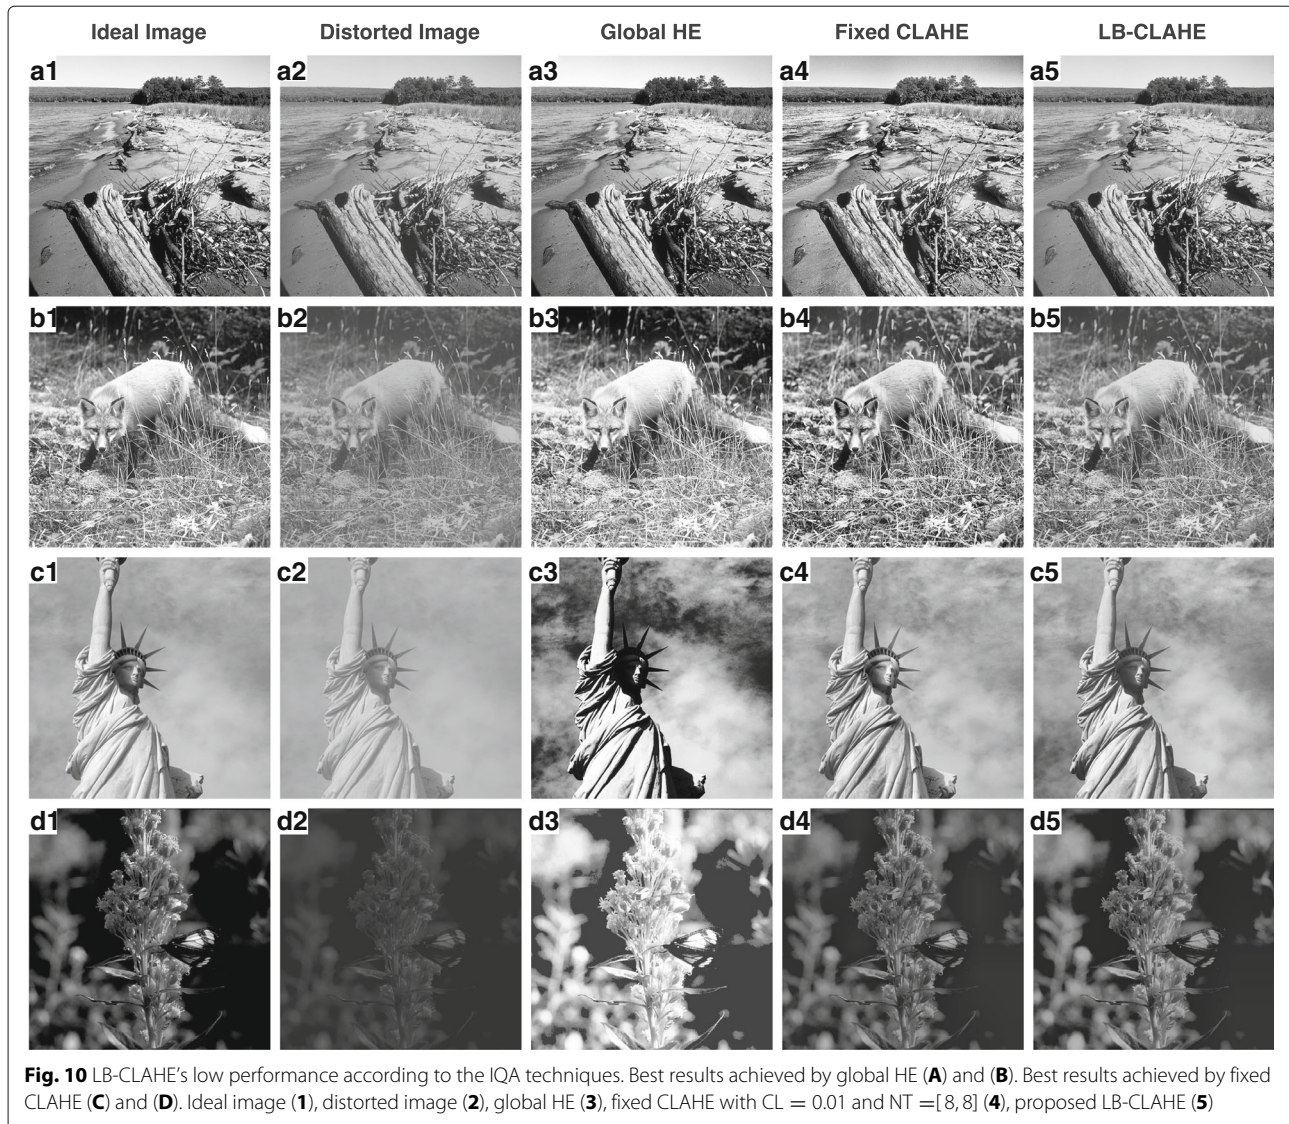 Ideal Image Distorted Image Global HE Fixed CLAHE LB-CLAHE
a1 a2 a3 a4 a5
b1 b2 b3 b4 b5
c1 c2 c3 c4 c5
d1 d2 d3 d4 d5
Fig. 10 LB-CLAHE's low performance according to the IQA techniques. Best results achieved by global HE (A) and (B). Best results achieved by fixed
CLAHE (C) and (D). Ideal image (1), distorted image (2), global HE (3), fixed CLAHE with CL = 0.01 and NT =[ 8, 8] (4), proposed LB-CLAHE (5)